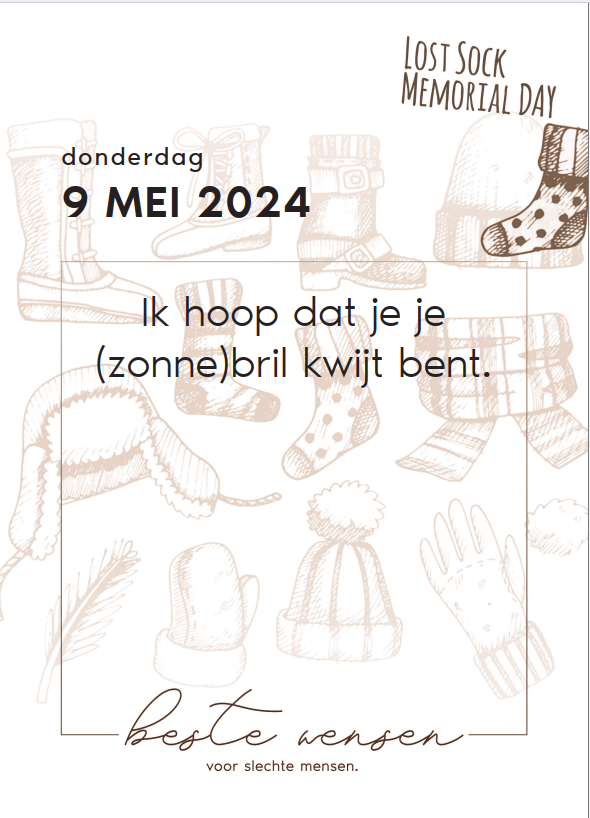 Lost Sock
Memorial Day
donderdag
9 MEI 2024
Ik hoop dat je je
(zonne)bril kwijt bent.
beste wensen
voor slechte mensen.